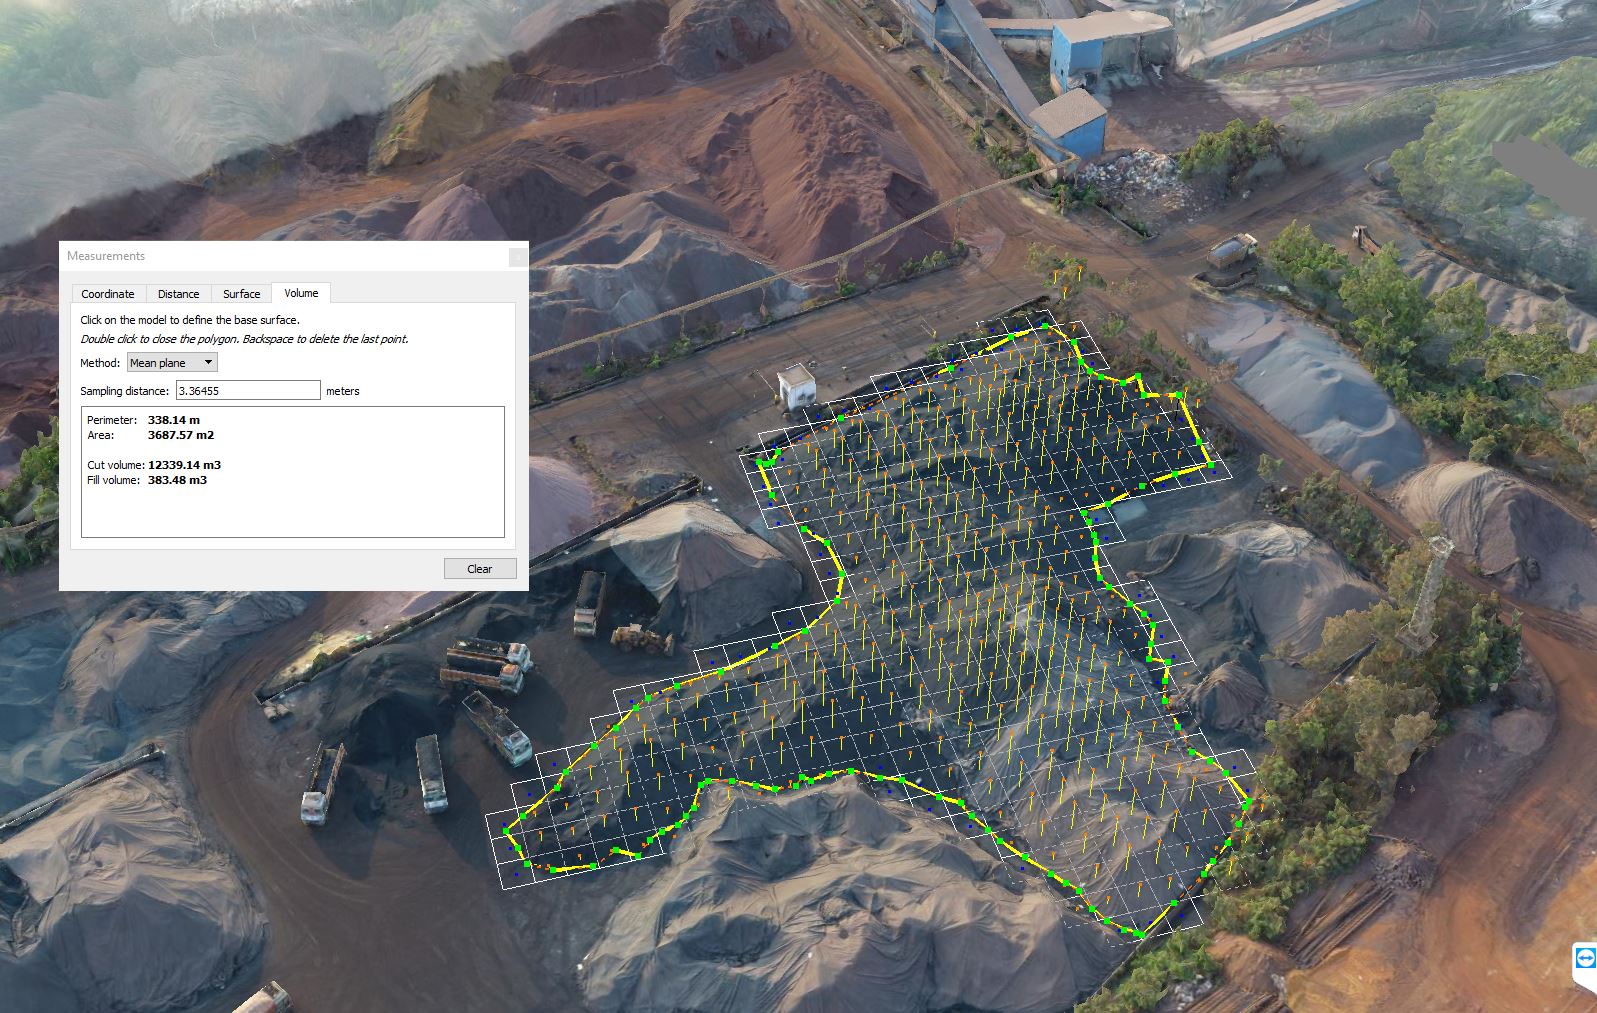 Measurements
Coordinate Distance Surface Volume
Click on the model to define the base surface.
Double click to close the polygon. Backspace to delete the last point.
Method: Mean plane
Sampling distance: 3.36455 meters
Perimeter: 338.14 m
Area: 3687.57 m2
Cut volume: 12339.14 m3
Fill volume: 383.48 m3
Clear